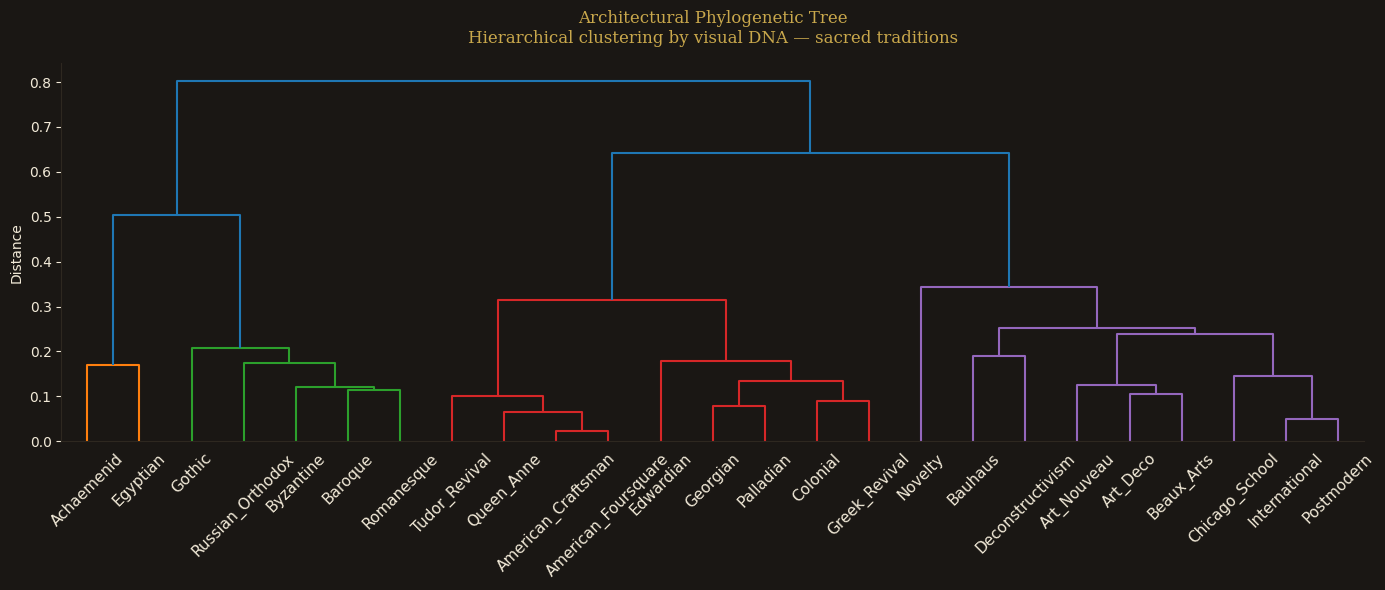 Architectural Phylogenetic Tree
Hierarchical clustering by visual DNA — sacred traditions
Distance
0.8
0.7
0.6
0.5
0.4
0.3
0.2
0.1
0.0
Achaemenid
Egyptian
Gothic
Russian_Orthodox
Byzantine
Baroque
Romanesque
Tudor_Revival
Queen_Anne
American_Craftsman
American_Foursquare
Edwardian
Georgian
Palladian
Colonial
Greek_Revival
Novelty
Bauhaus
Deconstructivism
Art_Nouveau
Art_Deco
Beaux_Arts
Chicago_School
International
Postmodern